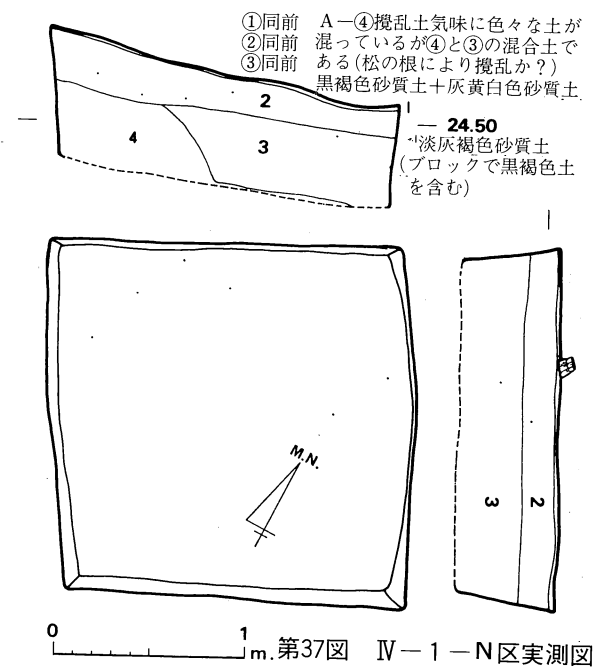 ①同前 A－④攪乱土気味に色々な土が
②同前 混っているが④と③の混合土で
③同前 ある(松の根により攪乱か？)
黒褐色砂質土＋灰黄白色砂質土
2
24.50
4
3
淡灰褐色砂質土
(ブロックで黒褐色土
を含む)
M.N.
3
2
0 1
m.
第37図 Ⅳ－1－N区実測図